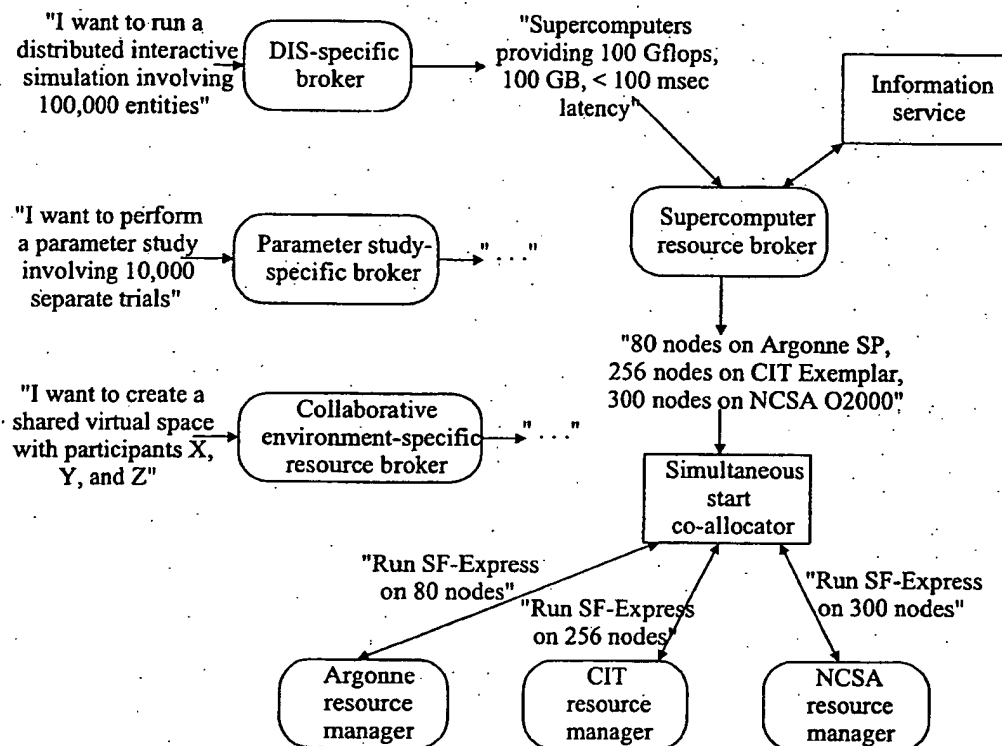 "I want to run a
distributed interactive
simulation involving
100,000 entities"
DIS-specific
broker
"Supercomputers
providing 100 Gflops,
100 GB, < 100 msec
latency"
Information
service
Supercomputer
resource broker
"I want to perform
a parameter study
involving 10,000
separate trials"
Parameter study-
specific broker
" . . . "
"80 nodes on Argonne SP,
256 nodes on CIT Exemplar,
300 nodes on NCSA O2000"
"I want to create a
shared virtual space
with participants X,
Y, and Z"
Collaborative
environment-specific
resource broker
" . . . "
Simultaneous
start
co-allocator
"Run SF-Express
on 80 nodes"
"Run SF-Express
on 256 nodes"
"Run SF-Express
on 300 nodes"
Argonne
resource
manager
CIT
resource
manager
NCSA
resource
manager